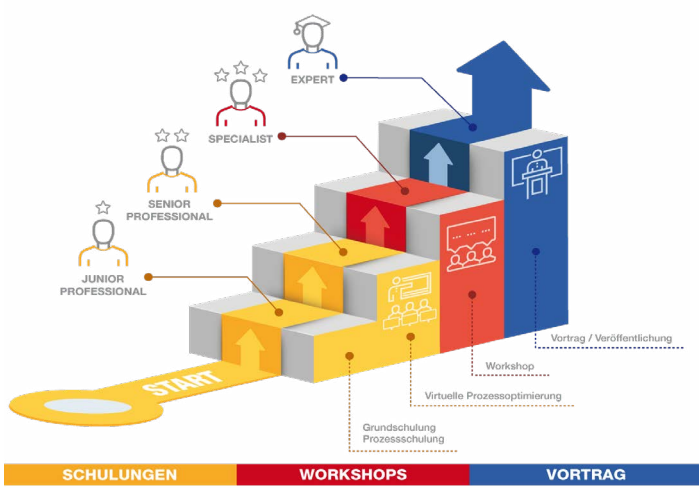 EXPERT
SPECIALIST
SENIOR
PROFESSIONAL
JUNIOR
PROFESSIONAL
START
Vortrag / Veröffentlichung
Workshop
Virtuelle Prozessoptimierung
Grundschulung
Prozessschulung
SCHULUNGEN
WORKSHOPS
VORTRAG